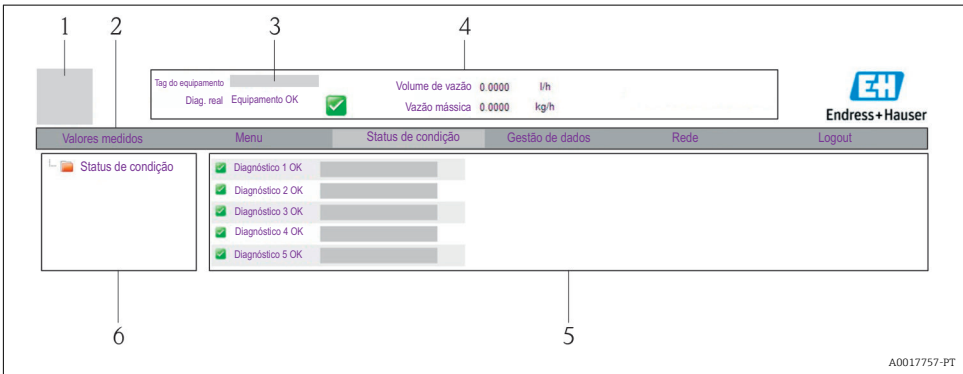 1 2 3 4
Tag do equipamento Volume de vazão 0.0000 l/h
Diag. real Equipamento OK Vazão mássica 0.0000 kg/h
EH
Endress+Hauser
Valores medidos Menu Status de condição Gestão de dados Rede Logout
Status de condição
Diagnóstico 1 OK
Diagnóstico 2 OK
Diagnóstico 3 OK
Diagnóstico 4 OK
Diagnóstico 5 OK
6 5
A0017757-PT